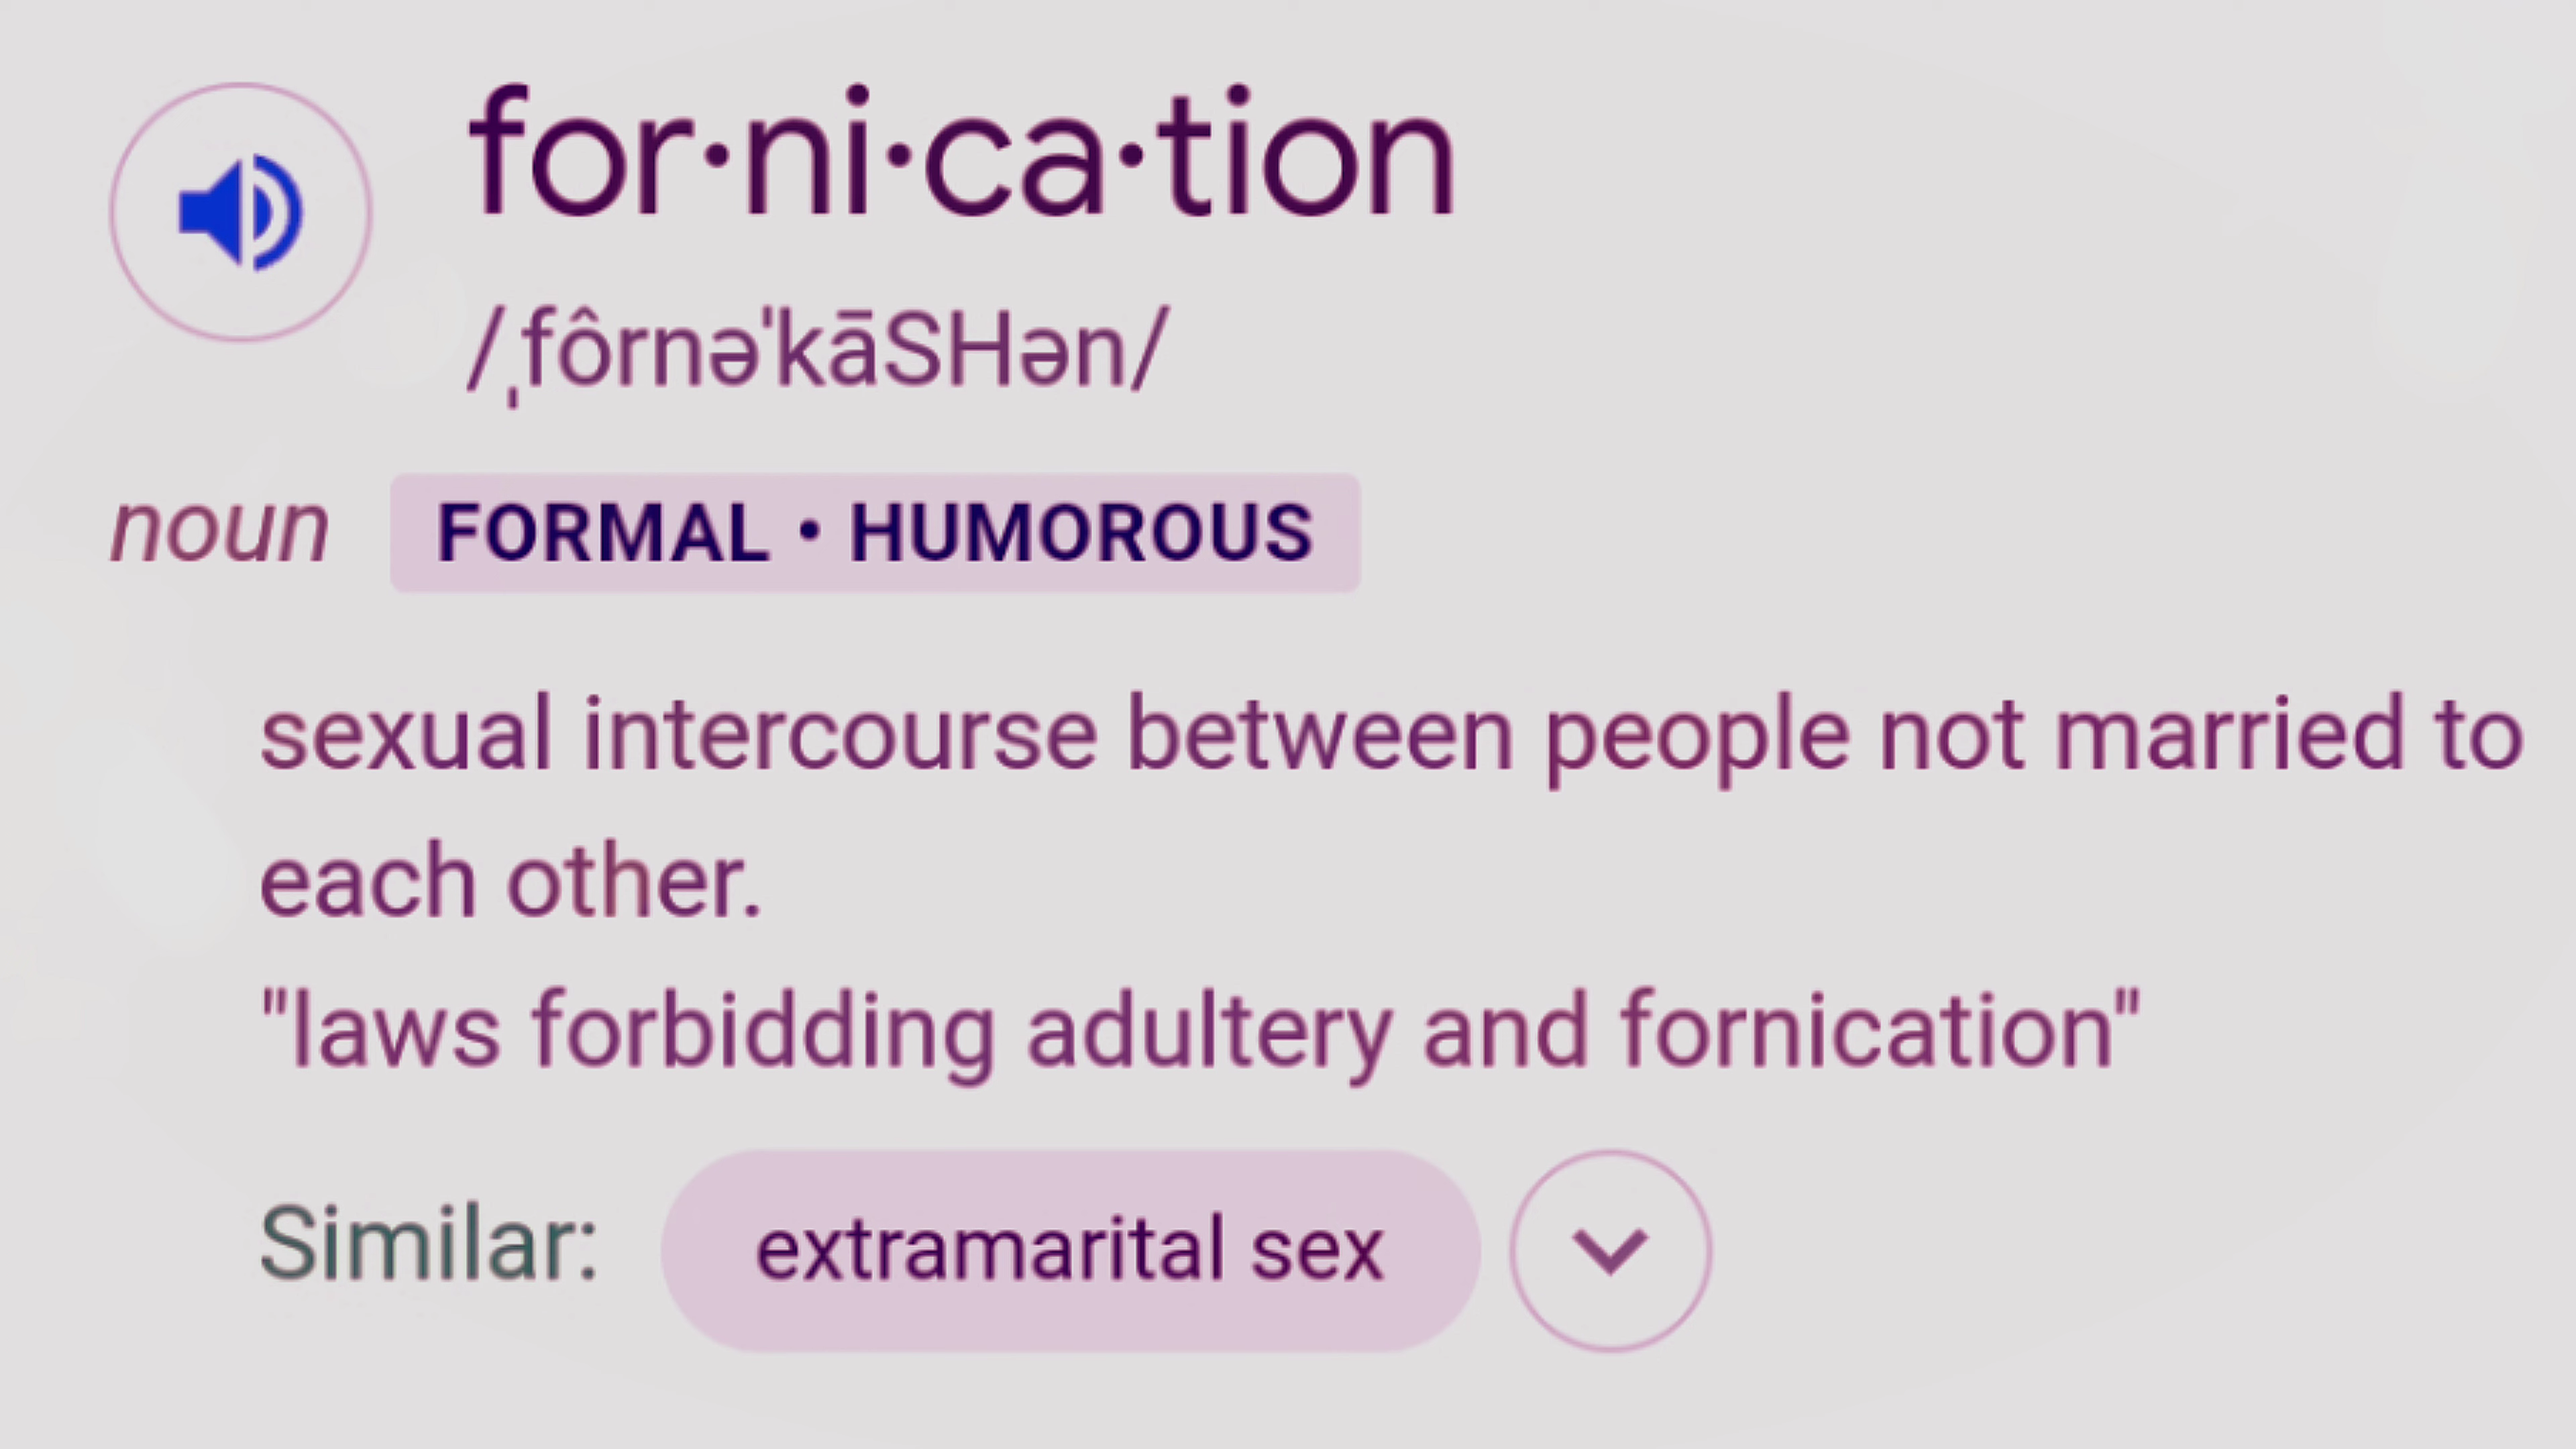 for·ni·ca·tion
/ˌfôrnəˈkāSHən/
noun FORMAL • HUMOROUS
sexual intercourse between people not married to
each other.
"laws forbidding adultery and fornication"
Similar: extramarital sex